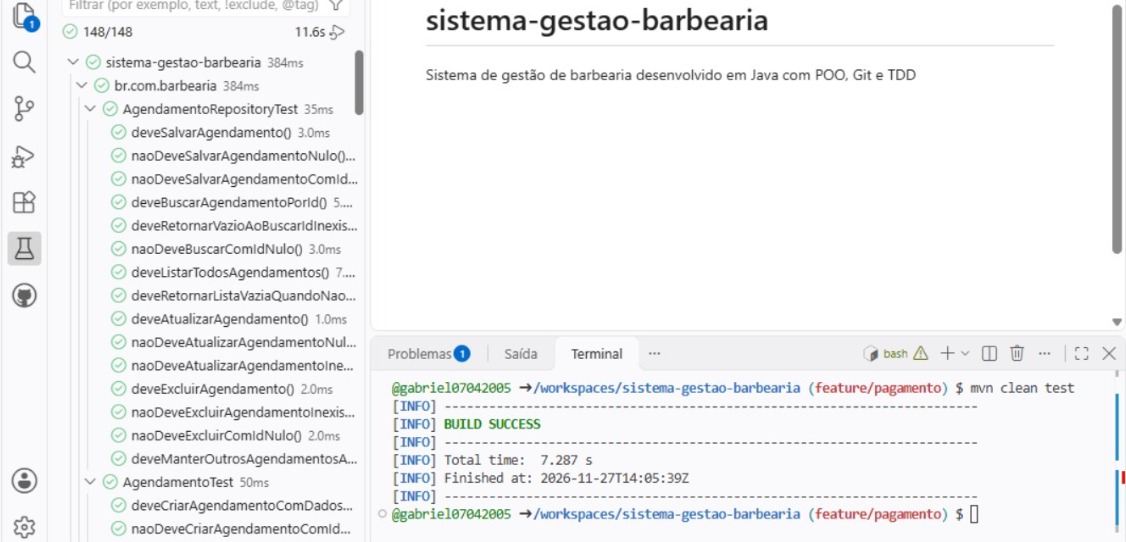 Filtrar (por exemplo, text, !exclude, @tag)
1
148/148 11.6s
sistema-gestao-barbearia 384ms
br.com.barbearia 384ms
AgendamentoRepositoryTest 35ms
deveSalvarAgendamento() 3.0ms
naoDeveSalvarAgendamentoNulo()...
naoDeveSalvarAgendamentoComId...
deveBuscarAgendamentoPorId() 5....
deveRetornarVazioAoBuscarIdInexis...
naoDeveBuscarComIdNulo() 3.0ms
deveListarTodosAgendamentos() 7....
deveRetornarListaVaziaQuandoNao...
deveAtualizarAgendamento() 1.0ms
naoDeveAtualizarAgendamentoNul...
naoDeveAtualizarAgendamentoIne...
deveExcluirAgendamento() 2.0ms
naoDeveExcluirAgendamentoInexis...
naoDeveExcluirComIdNulo() 2.0ms
deveManterOutrosAgendamentosA...
AgendamentoTest 50ms
deveCriarAgendamentoComDados...
naoDeveCriarAgendamentoComId...
sistema-gestao-barbearia
Sistema de gestão de barbearia desenvolvido em Java com POO, Git e TDD
Problemas 1 Saída Terminal ... bash
@gabriel07042005 ➔/workspaces/sistema-gestao-barbearia (feature/pagamento) $ mvn clean test
[INFO] ------------------------------------------------------------------------
[INFO] BUILD SUCCESS
[INFO] ------------------------------------------------------------------------
[INFO] Total time:  7.287 s
[INFO] Finished at: 2026-11-27T14:05:39Z
[INFO] ------------------------------------------------------------------------
@gabriel07042005 ➔/workspaces/sistema-gestao-barbearia (feature/pagamento) $